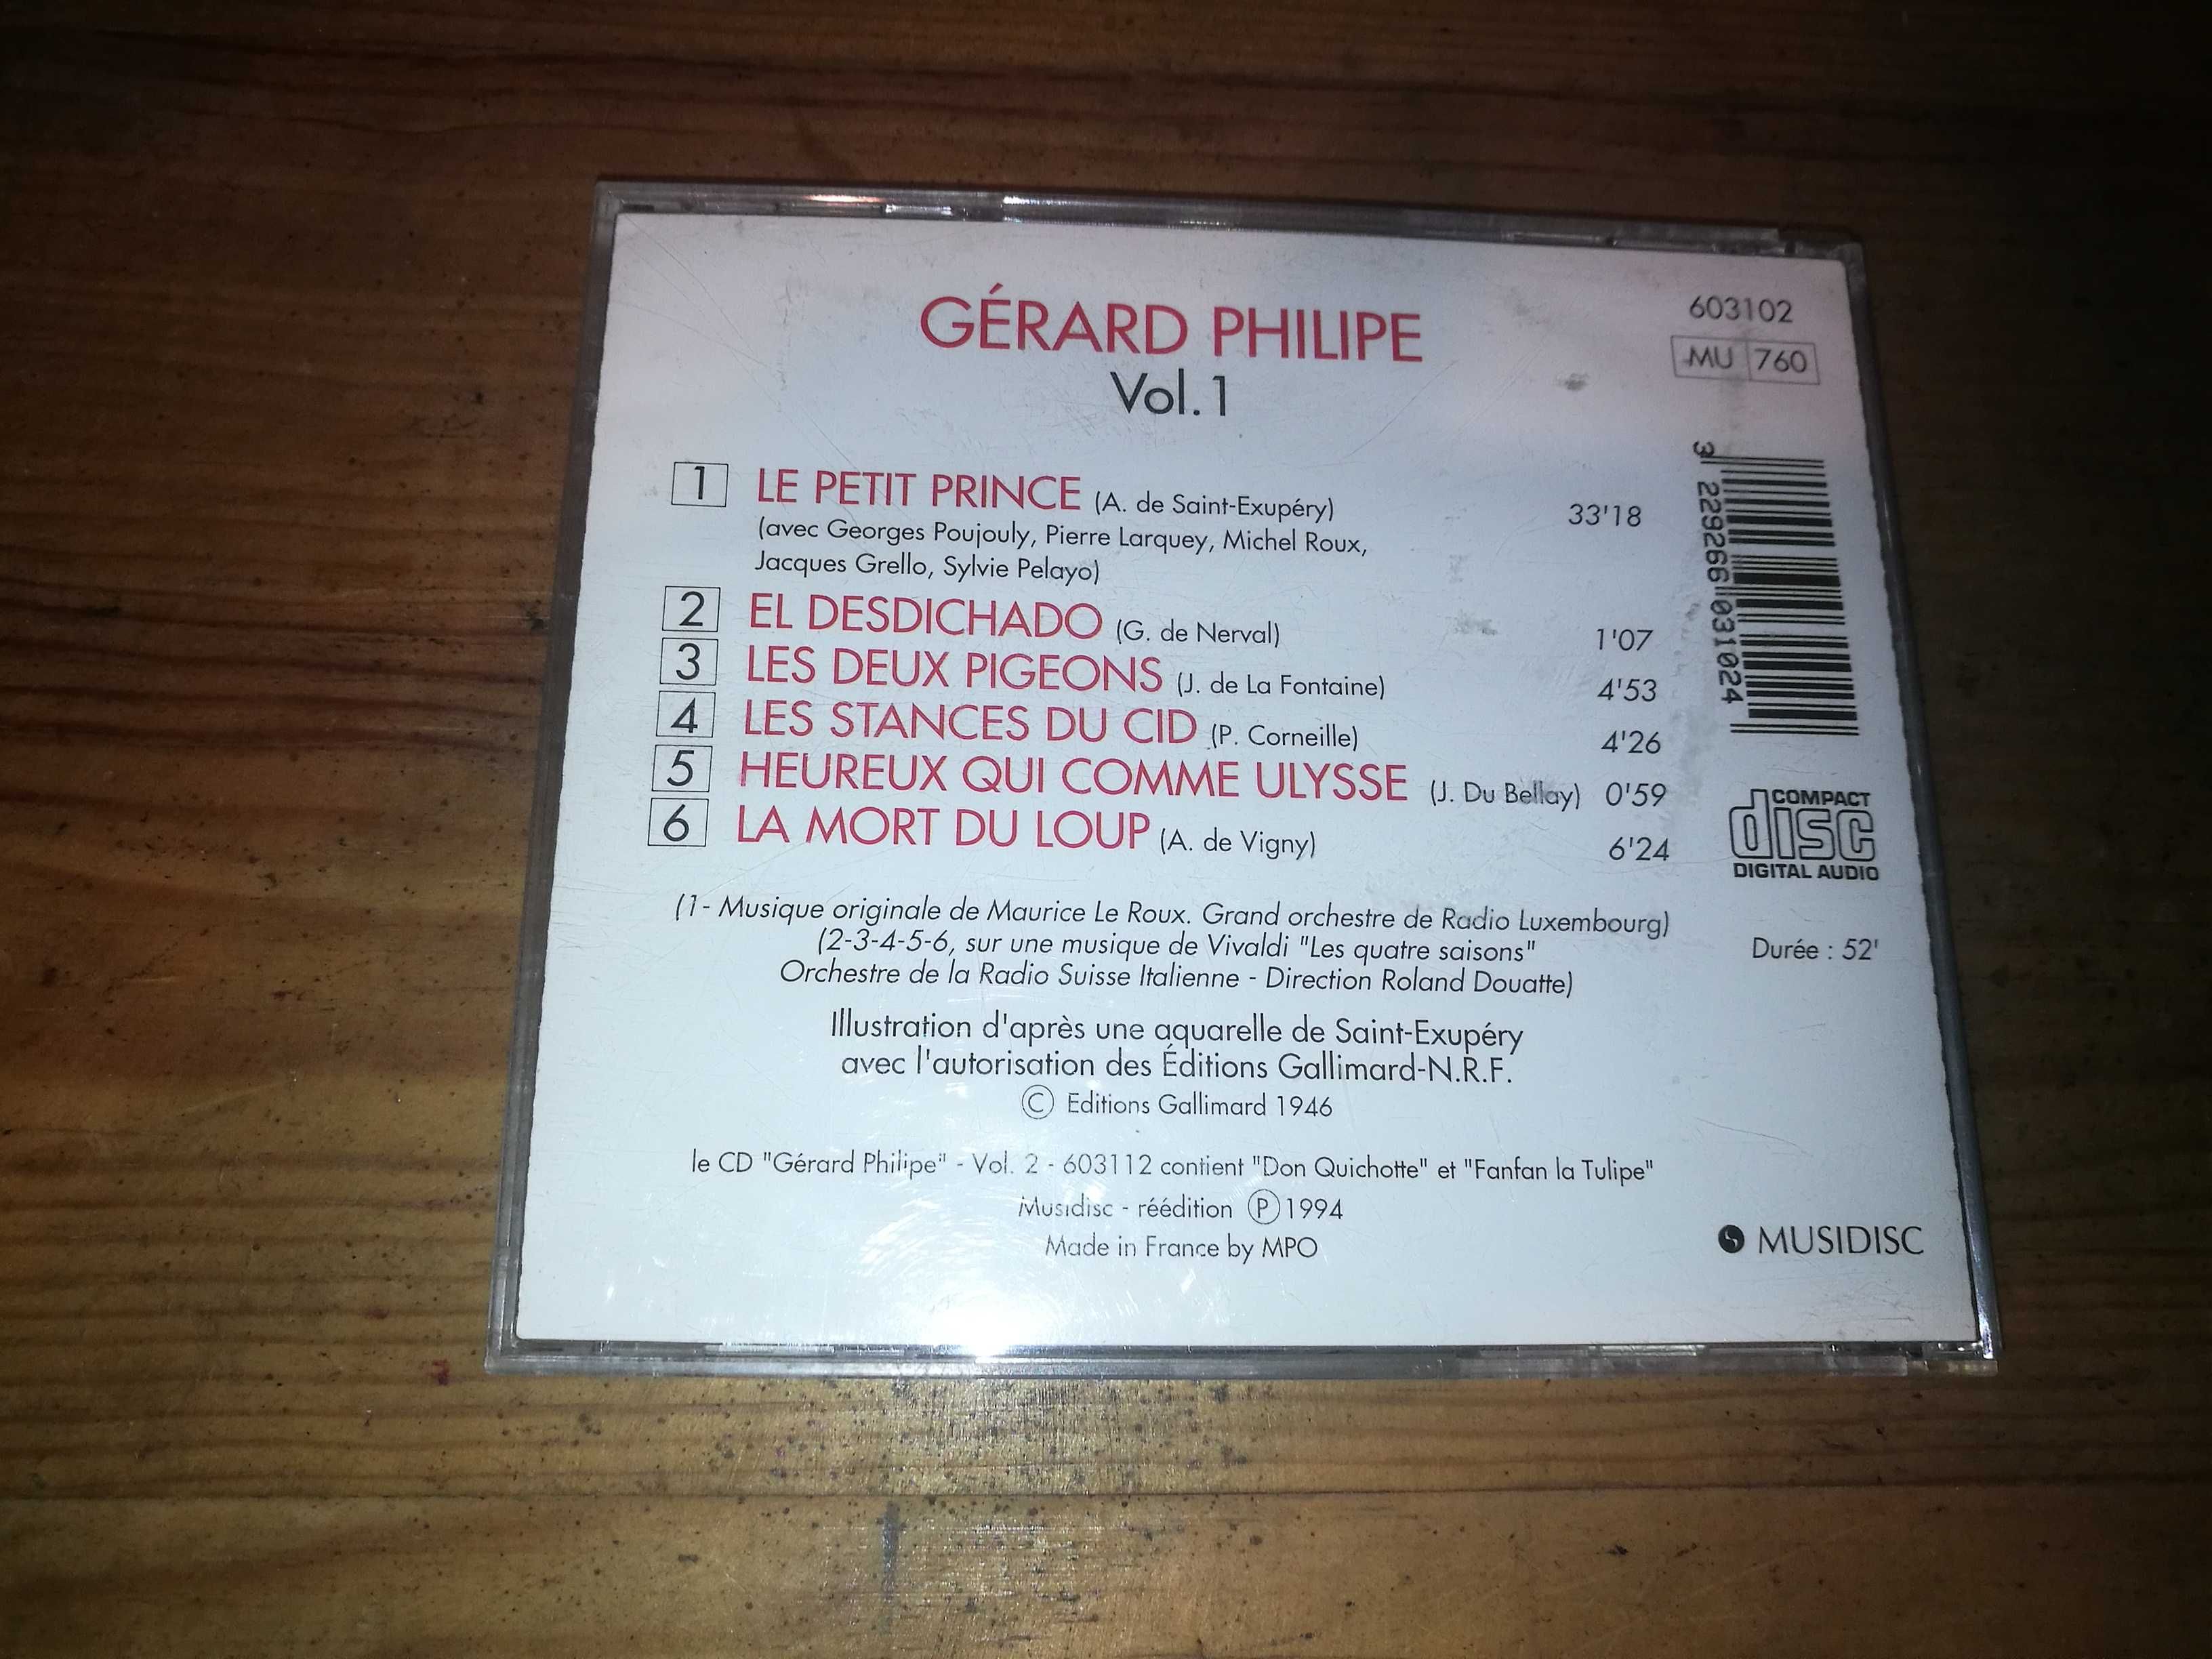 GÉRARD PHILIPE
Vol.1
603102
MU 760
1 LE PETIT PRINCE (A. de Saint-Exupéry) 33'18
(avec Georges Poujouly, Pierre Larquey, Michel Roux,
Jacques Grello, Sylvie Pelayo)
2 EL DESDICHADO (G. de Nerval) 1'07
3 LES DEUX PIGEONS (J. de La Fontaine) 4'53
4 LES STANCES DU CID (P. Corneille) 4'26
5 HEUREUX QUI COMME ULYSSE (J. Du Bellay) 0'59
6 LA MORT DU LOUP (A. de Vigny) 6'24
3 229266 031024
COMPACT
disc
DIGITAL AUDIO
(1- Musique originale de Maurice Le Roux. Grand orchestre de Radio Luxembourg)
(2-3-4-5-6, sur une musique de Vivaldi "Les quatre saisons"
Orchestre de la Radio Suisse Italienne - Direction Roland Douatte)
Durée : 52'
Illustration d'après une aquarelle de Saint-Exupéry
avec l'autorisation des Éditions Gallimard-N.R.F.
© Editions Gallimard 1946
le CD "Gérard Philipe" - Vol. 2 - 603112 contient "Don Quichotte" et "Fanfan la Tulipe"
Musidisc - réédition ℗ 1994
Made in France by MPO
MUSIDISC